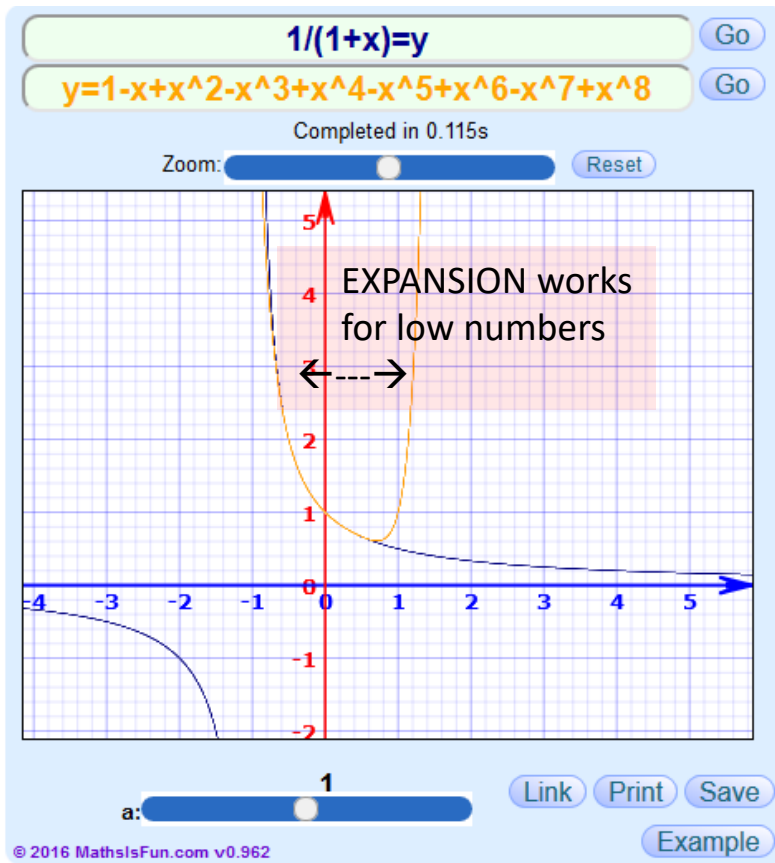 1/(1+x)=y Go
y=1-x+x^2-x^3+x^4-x^5+x^6-x^7+x^8 Go
Completed in 0.115s
Zoom: Reset
5
EXPANSION works
4
for low numbers
3
←---→
2
1
0
-4 -3 -2 -1 0 1 2 3 4 5
-1
-2
1
a:
Link Print Save
Example
© 2016 MathsIsFun.com v0.962